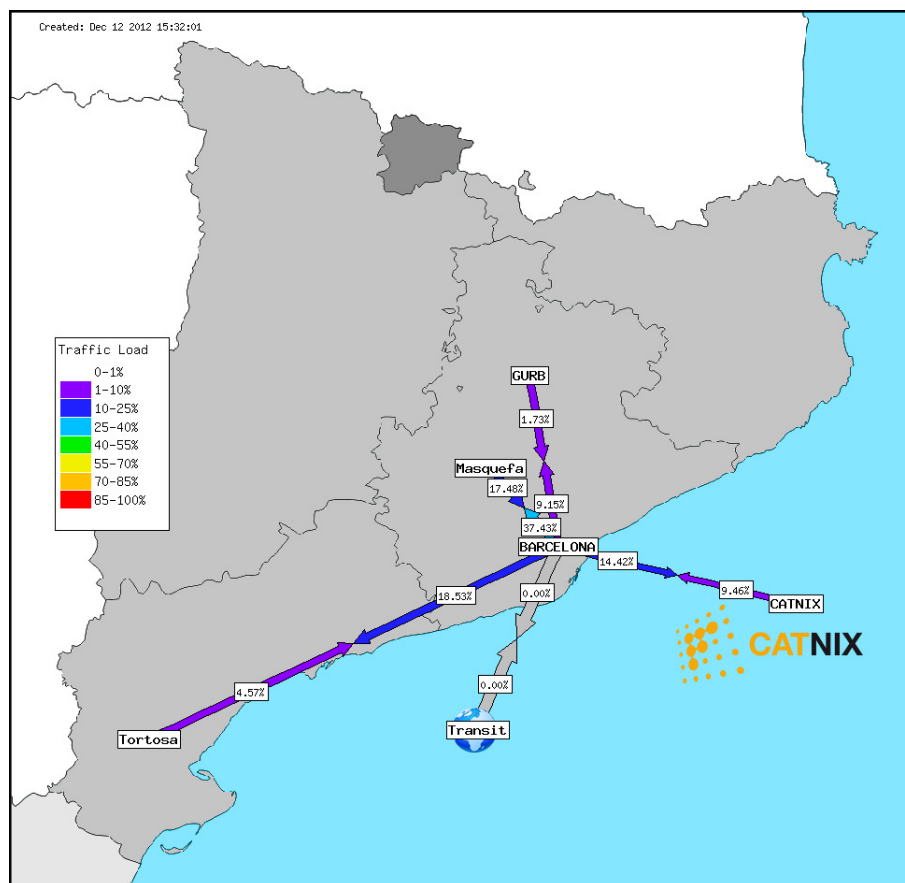 Created: Dec 12 2012 15:32:01
Traffic Load
0-1%
1-10%
10-25%
25-40%
40-55%
55-70%
70-85%
85-100%
GURB
1.73%
Masquefa
17.48%
9.15%
37.43%
BARCELONA
14.42%
18.53%
0.00%
9.46%
CATNIX
CATNIX
4.57%
0.00%
Transit
Tortosa